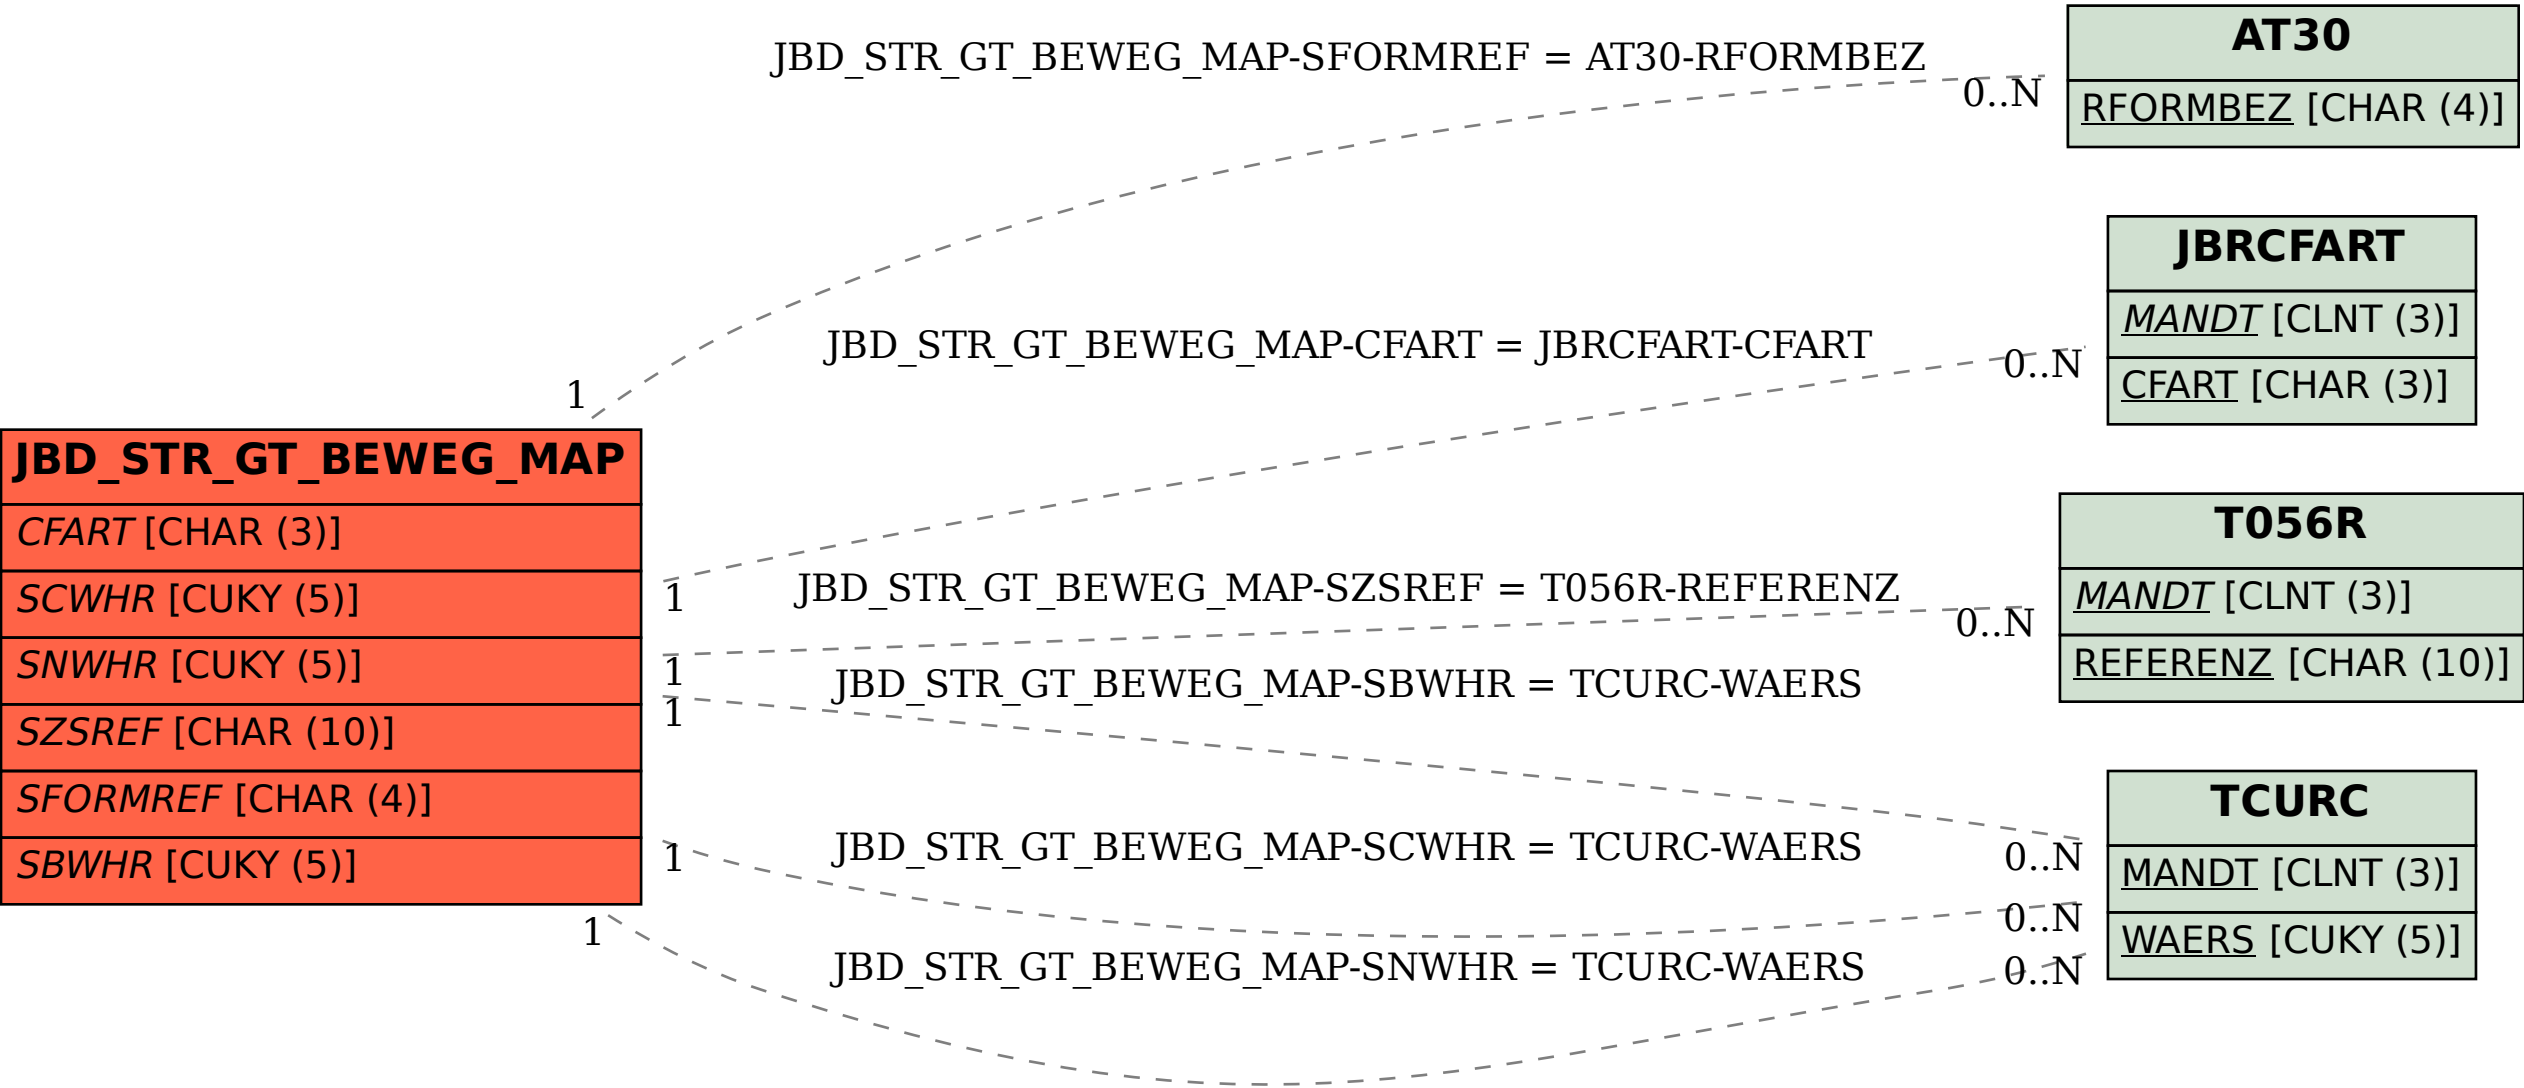 JBD_STR_GT_BEWEG_MAP-SFORMREF = AT30-RFORMBEZ
0..N
1
AT30
RFORMBEZ [CHAR (4)]
JBD_STR_GT_BEWEG_MAP-CFART = JBRCFART-CFART
0..N
1
JBRCFART
MANDT [CLNT (3)]
CFART [CHAR (3)]
JBD_STR_GT_BEWEG_MAP
CFART [CHAR (3)]
SCWHR [CUKY (5)]
SNWHR [CUKY (5)]
SZSREF [CHAR (10)]
SFORMREF [CHAR (4)]
SBWHR [CUKY (5)]
JBD_STR_GT_BEWEG_MAP-SZSREF = T056R-REFERENZ
0..N
1
T056R
MANDT [CLNT (3)]
REFERENZ [CHAR (10)]
JBD_STR_GT_BEWEG_MAP-SBWHR = TCURC-WAERS
1
0..N
JBD_STR_GT_BEWEG_MAP-SCWHR = TCURC-WAERS
1
0..N
JBD_STR_GT_BEWEG_MAP-SNWHR = TCURC-WAERS
1
0..N
TCURC
MANDT [CLNT (3)]
WAERS [CUKY (5)]